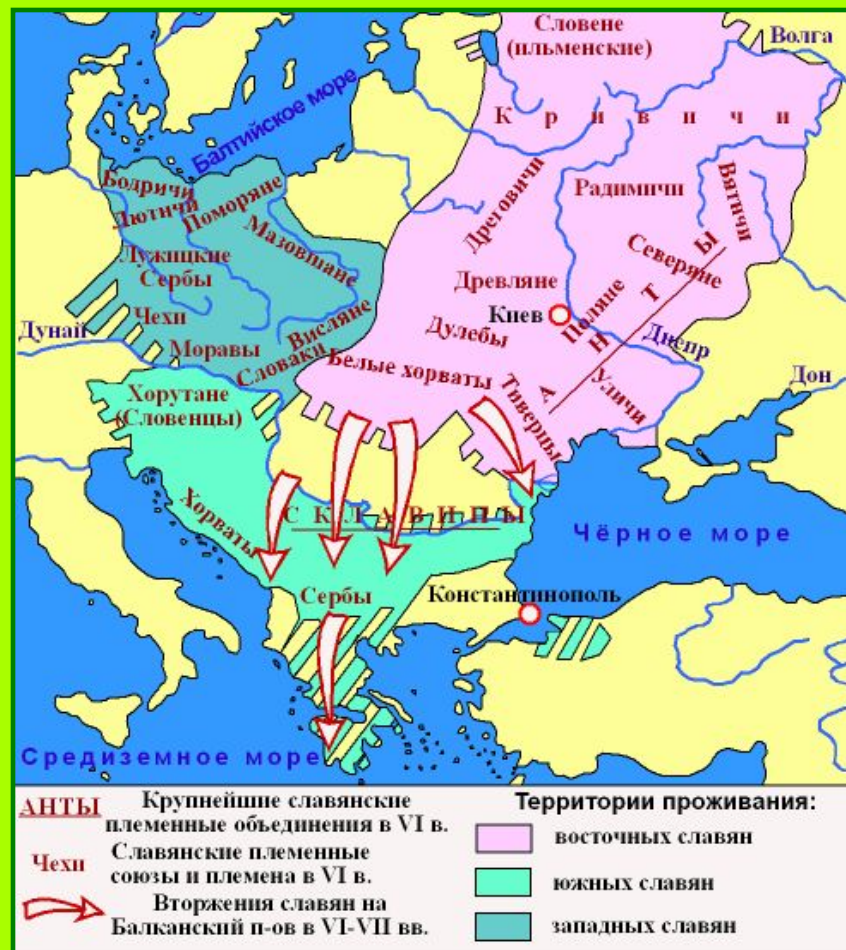 Словене
(ильменские)
Волга
Кривичи
Балтийское море
Бодричи
Лютичи
Поморяне
Мазовшане
Лужицкие
Сербы
Чехи
Висляне
Моравы
Словаки
Дунай
Дреговичи
Радимичи
Вятичи
Северяне
Древляне
Киев
Поляне
Дулебы
Днепр
АНТЫ
Уличи
Белые хорваты
Тиверцы
Дон
Хорутане
(Словенцы)
Хорваты
СКЛАВИНЫ
Чёрное море
Сербы
Константинополь
Средиземное море
АНТЫ Крупнейшие славянские
племенные объединения в VI в.
Чехи Славянские племенные
союзы и племена в VI в.
Вторжения славян на
Балканский п-ов в VI-VII вв.
Территории проживания:
восточных славян
южных славян
западных славян